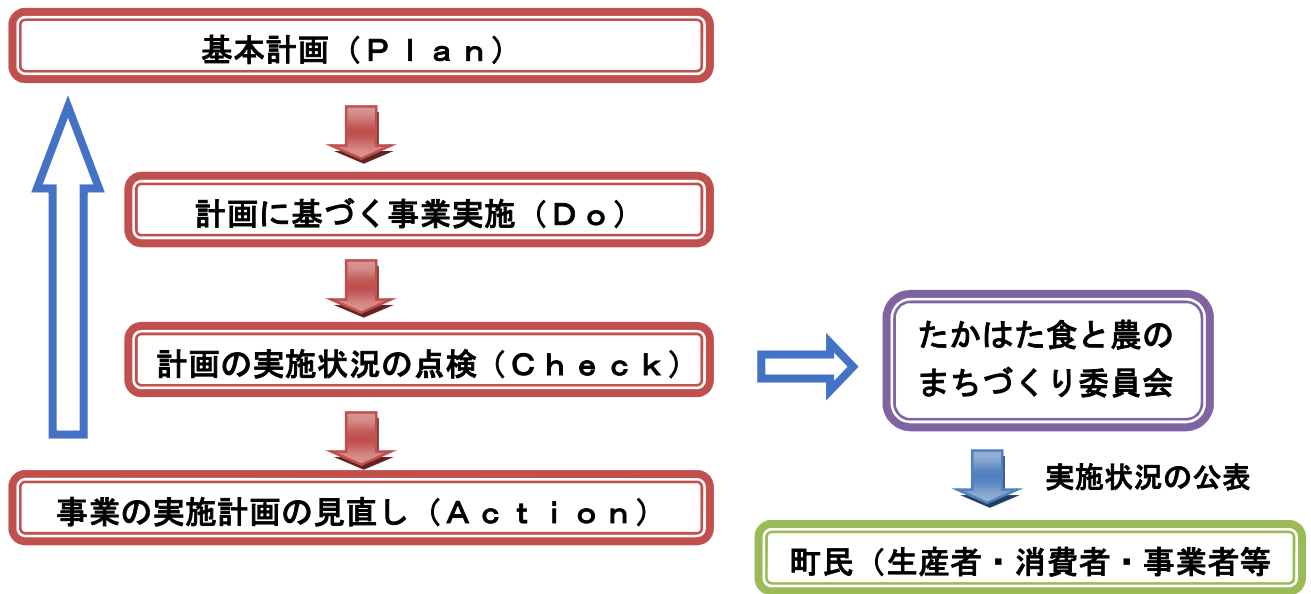 基本計画（Ｐｌａｎ）
計画に基づく事業実施（Ｄｏ）
計画の実施状況の点検（Ｃｈｅｃｋ）
事業の実施計画の見直し（Ａｃｔｉｏｎ）
たかはた食と農の
まちづくり委員会
実施状況の公表
町民（生産者・消費者・事業者等